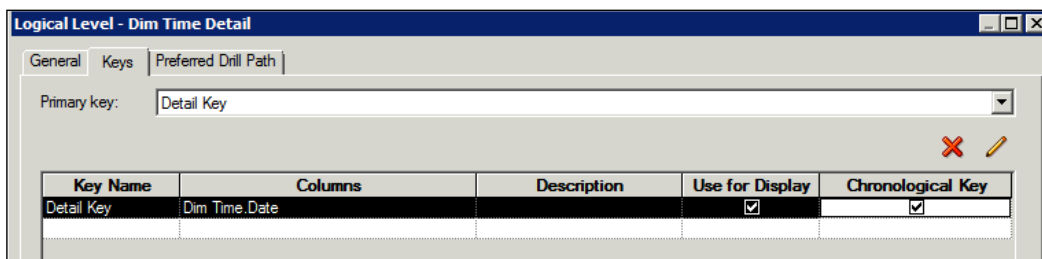 Logical Level - Dim Time Detail
General Keys Preferred Drill Path
Primary key: Detail Key
Key Name Columns Description Use for Display Chronological Key
Detail Key Dim Time.Date